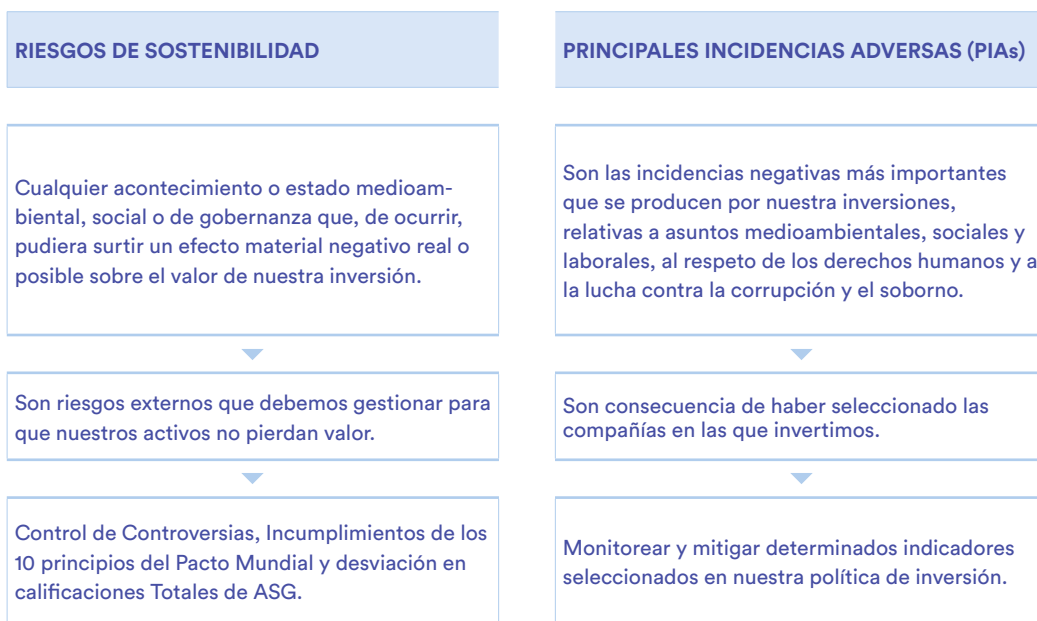 RIESGOS DE SOSTENIBILIDAD
Cualquier acontecimiento o estado medioam-
biental, social o de gobernanza que, de ocurrir,
pudiera surtir un efecto material negativo real o
posible sobre el valor de nuestra inversión.
Son riesgos externos que debemos gestionar para
que nuestros activos no pierdan valor.
Control de Controversias, Incumplimientos de los
10 principios del Pacto Mundial y desviación en
calificaciones Totales de ASG.
PRINCIPALES INCIDENCIAS ADVERSAS (PIAs)
Son las incidencias negativas más importantes
que se producen por nuestra inversiones,
relativas a asuntos medioambientales, sociales y
laborales, al respeto de los derechos humanos y a
la lucha contra la corrupción y el soborno.
Son consecuencia de haber seleccionado las
compañías en las que invertimos.
Monitorear y mitigar determinados indicadores
seleccionados en nuestra política de inversión.